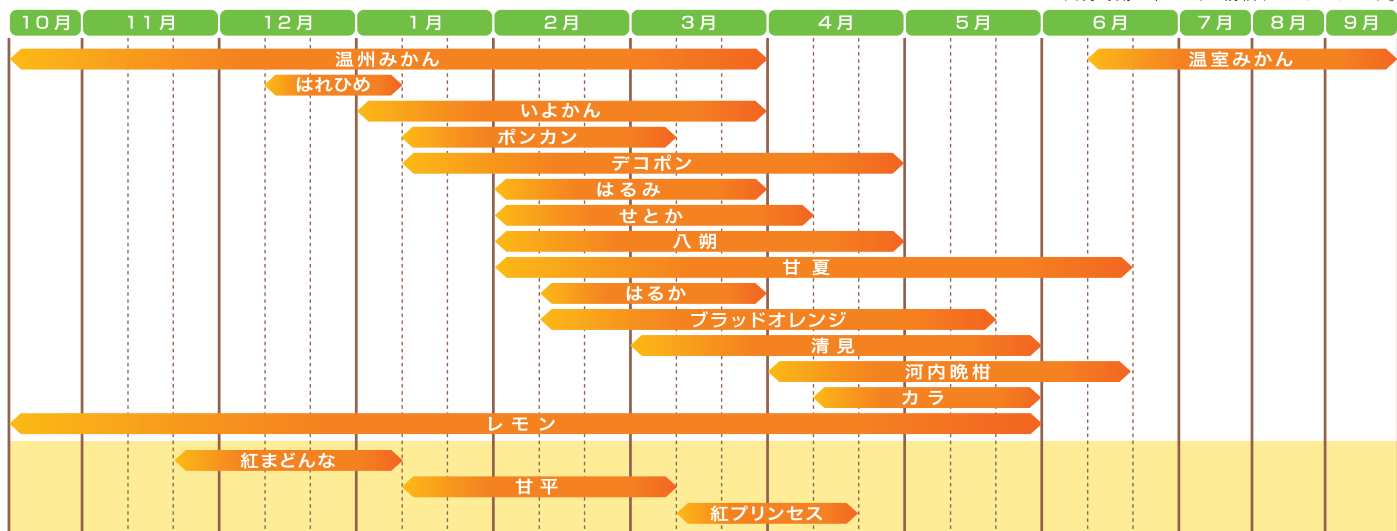 10月 11月 12月 1月 2月 3月 4月 5月 6月 7月 8月 9月
温州みかん 温室みかん
はれひめ
いよかん
ポンカン
デコポン
はるみ
せとか
八朔
甘夏
はるか
ブラッドオレンジ
清見
河内晩柑
カラ
レモン
紅まどんな
甘平
紅プリンセス